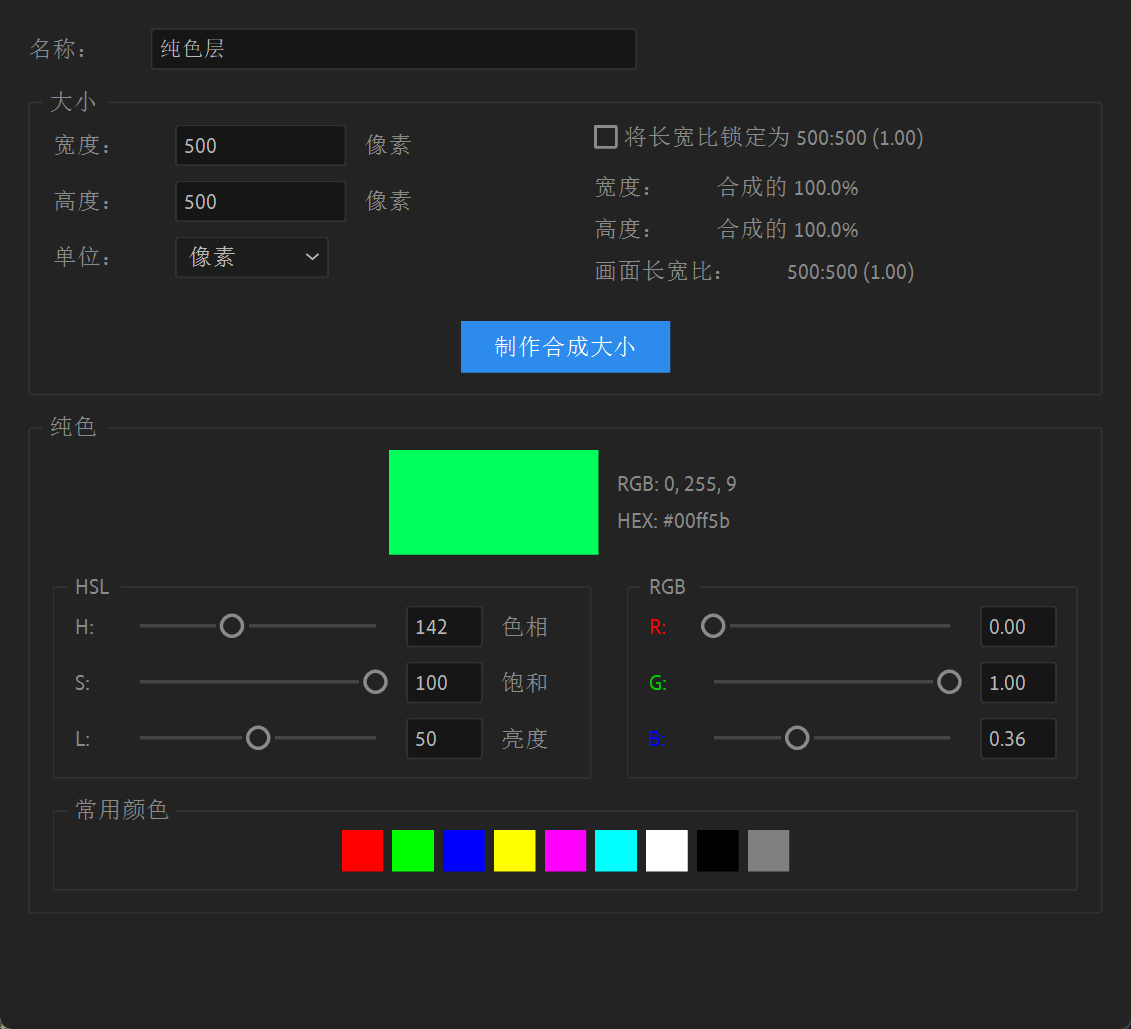 名称： 纯色层
大小
宽度： 500 像素
将长宽比锁定为 500:500 (1.00)
高度： 500 像素
单位： 像素
宽度： 合成的 100.0%
高度： 合成的 100.0%
画面长宽比： 500:500 (1.00)
制作合成大小
纯色
RGB: 0, 255, 9
HEX: #00ff5b
HSL
H: 142 色相
S: 100 饱和
L: 50 亮度
RGB
R: 0.00
G: 1.00
B: 0.36
常用颜色